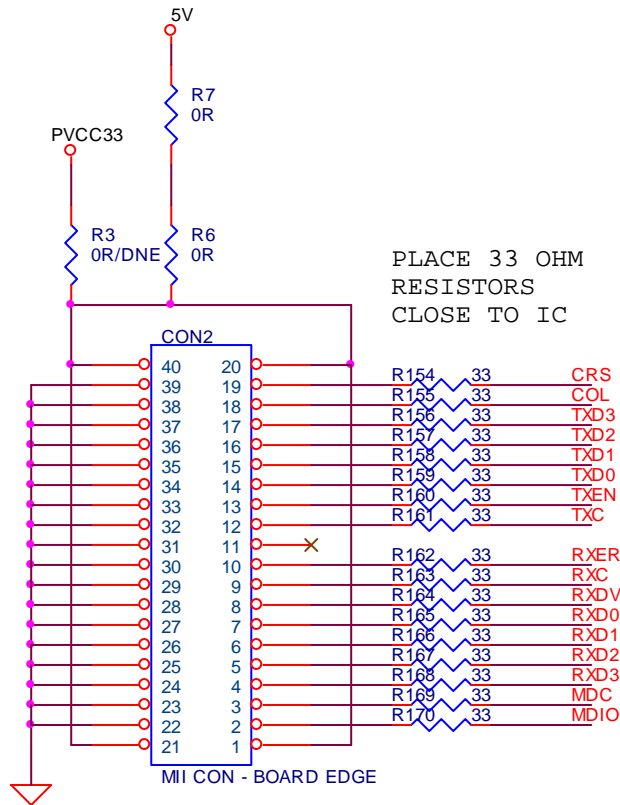 5V
R7
0R
PVCC33
R3
0R/DNE
R6
0R
PLACE 33 OHM
RESISTORS
CLOSE TO IC
CON2
40 20
39 19 R154 33 CRS
38 18 R155 33 COL
37 17 R156 33 TXD3
36 16 R157 33 TXD2
35 15 R158 33 TXD1
34 14 R159 33 TXD0
33 13 R160 33 TXEN
32 12 R161 33 TXC
31 11
30 10 R162 33 RXER
29 9 R163 33 RXC
28 8 R164 33 RXDV
27 7 R165 33 RXD0
26 6 R166 33 RXD1
25 5 R167 33 RXD2
24 4 R168 33 RXD3
23 3 R169 33 MDC
22 2 R170 33 MDIO
21 1
MII CON - BOARD EDGE